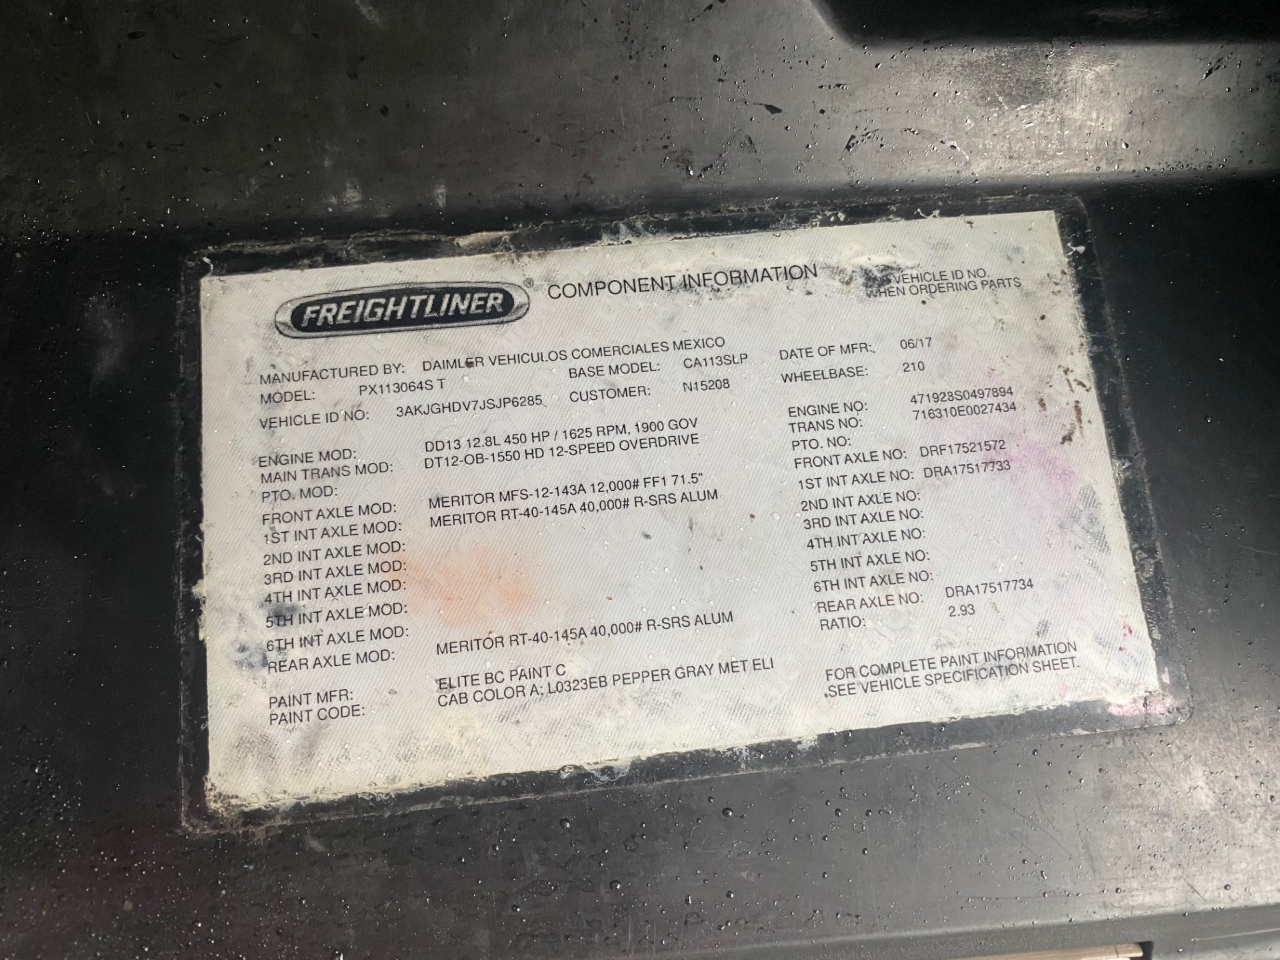 FREIGHTLINER ® COMPONENT INFORMATION
VEHICLE ID NO.
WHEN ORDERING PARTS
MANUFACTURED BY: DAIMLER VEHICULOS COMERCIALES MEXICO
MODEL: PX113064S T BASE MODEL: CA113SLP DATE OF MFR: 06/17
VEHICLE ID NO: 3AKJGHDV7JSJP6285 CUSTOMER: N15208 WHEELBASE: 210
ENGINE MOD: DD13 12.8L 450 HP / 1625 RPM, 1900 GOV ENGINE NO: 471928S0497894
MAIN TRANS MOD: DT12-OB-1550 HD 12-SPEED OVERDRIVE TRANS NO: 716310E0027434
PTO. MOD: PTO. NO:
FRONT AXLE MOD: MERITOR MFS-12-143A 12,000# FF1 71.5" FRONT AXLE NO: DRF17521572
1ST INT AXLE MOD: MERITOR RT-40-145A 40,000# R-SRS ALUM 1ST INT AXLE NO: DRA17517733
2ND INT AXLE MOD: 2ND INT AXLE NO:
3RD INT AXLE MOD: 3RD INT AXLE NO:
4TH INT AXLE MOD: 4TH INT AXLE NO:
5TH INT AXLE MOD: 5TH INT AXLE NO:
6TH INT AXLE MOD: 6TH INT AXLE NO:
REAR AXLE MOD: MERITOR RT-40-145A 40,000# R-SRS ALUM REAR AXLE NO: DRA17517734
RATIO: 2.93
PAINT MFR: ELITE BC PAINT C
PAINT CODE: CAB COLOR A: L0323EB PEPPER GRAY MET ELI
FOR COMPLETE PAINT INFORMATION
SEE VEHICLE SPECIFICATION SHEET.